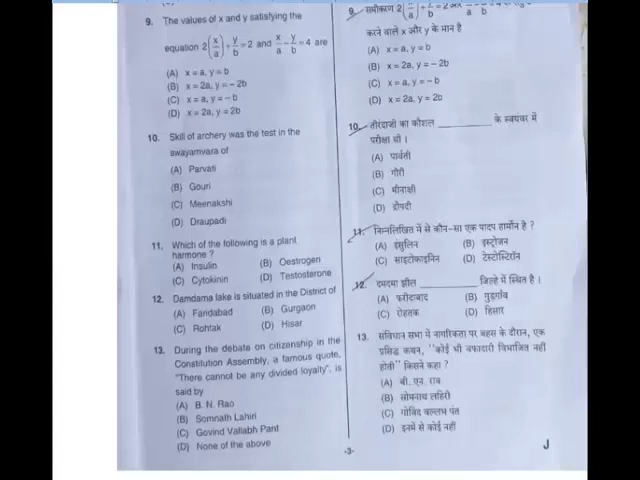 9. The values of x and y satisfying the
equation 2(x/a) + y/b = 2 and x/a - y/b = 4 are
(A) x = a, y = b
(B) x = 2a, y = – 2b
(C) x = a, y = – b
(D) x = 2a, y = 2b
10. Skill of archery was the test in the
swayamvara of
(A) Parvati
(B) Gouri
(C) Meenakshi
(D) Draupadi
11. Which of the following is a plant
harmone ?
(A) Insulin (B) Oestrogen
(C) Cytokinin (D) Testosterone
12. Damdama lake is situated in the District of
(A) Faridabad (B) Gurgaon
(C) Rohtak (D) Hisar
13. During the debate on citizenship in the
Constitution Assembly, a famous quote,
"There cannot be any divided loyalty", is
said by
(A) B. N. Rao
(B) Somnath Lahiri
(C) Govind Vallabh Pant
(D) None of the above
9. समीकरण 2(x/a) + y/b = 2
करने वाले x और y के मान है
(A) x = a, y = b
(B) x = 2a, y = – 2b
(C) x = a, y = – b
(D) x = 2a, y = 2b
10. तीरंदाजी का कौशल __________ के स्वयंवर में
परीक्षा थी ।
(A) पार्वती
(B) गौरी
(C) मीनाक्षी
(D) द्रौपदी
11. निम्नलिखित में से कौन-सा एक पादप हार्मोन है ?
(A) इंसुलिन (B) इस्ट्रोजन
(C) साइटोकाइनिन (D) टेस्टोस्टिरॉन
12. दमदमा झील __________ जिल्हे में स्थित है ।
(A) फरीदाबाद (B) गुड़गाँव
(C) रोहतक (D) हिसार
13. संविधान सभा में नागरिकता पर बहस के दौरान, एक
प्रसिद्ध कथन, "कोई भी वफादारी विभाजित नहीं
होती" किसने कहा ?
(A) बी. एन. राव
(B) सोमनाथ लहिरी
(C) गोविंद वाल्लभ पंत
(D) इनमें से कोई नहीं
-3-
J